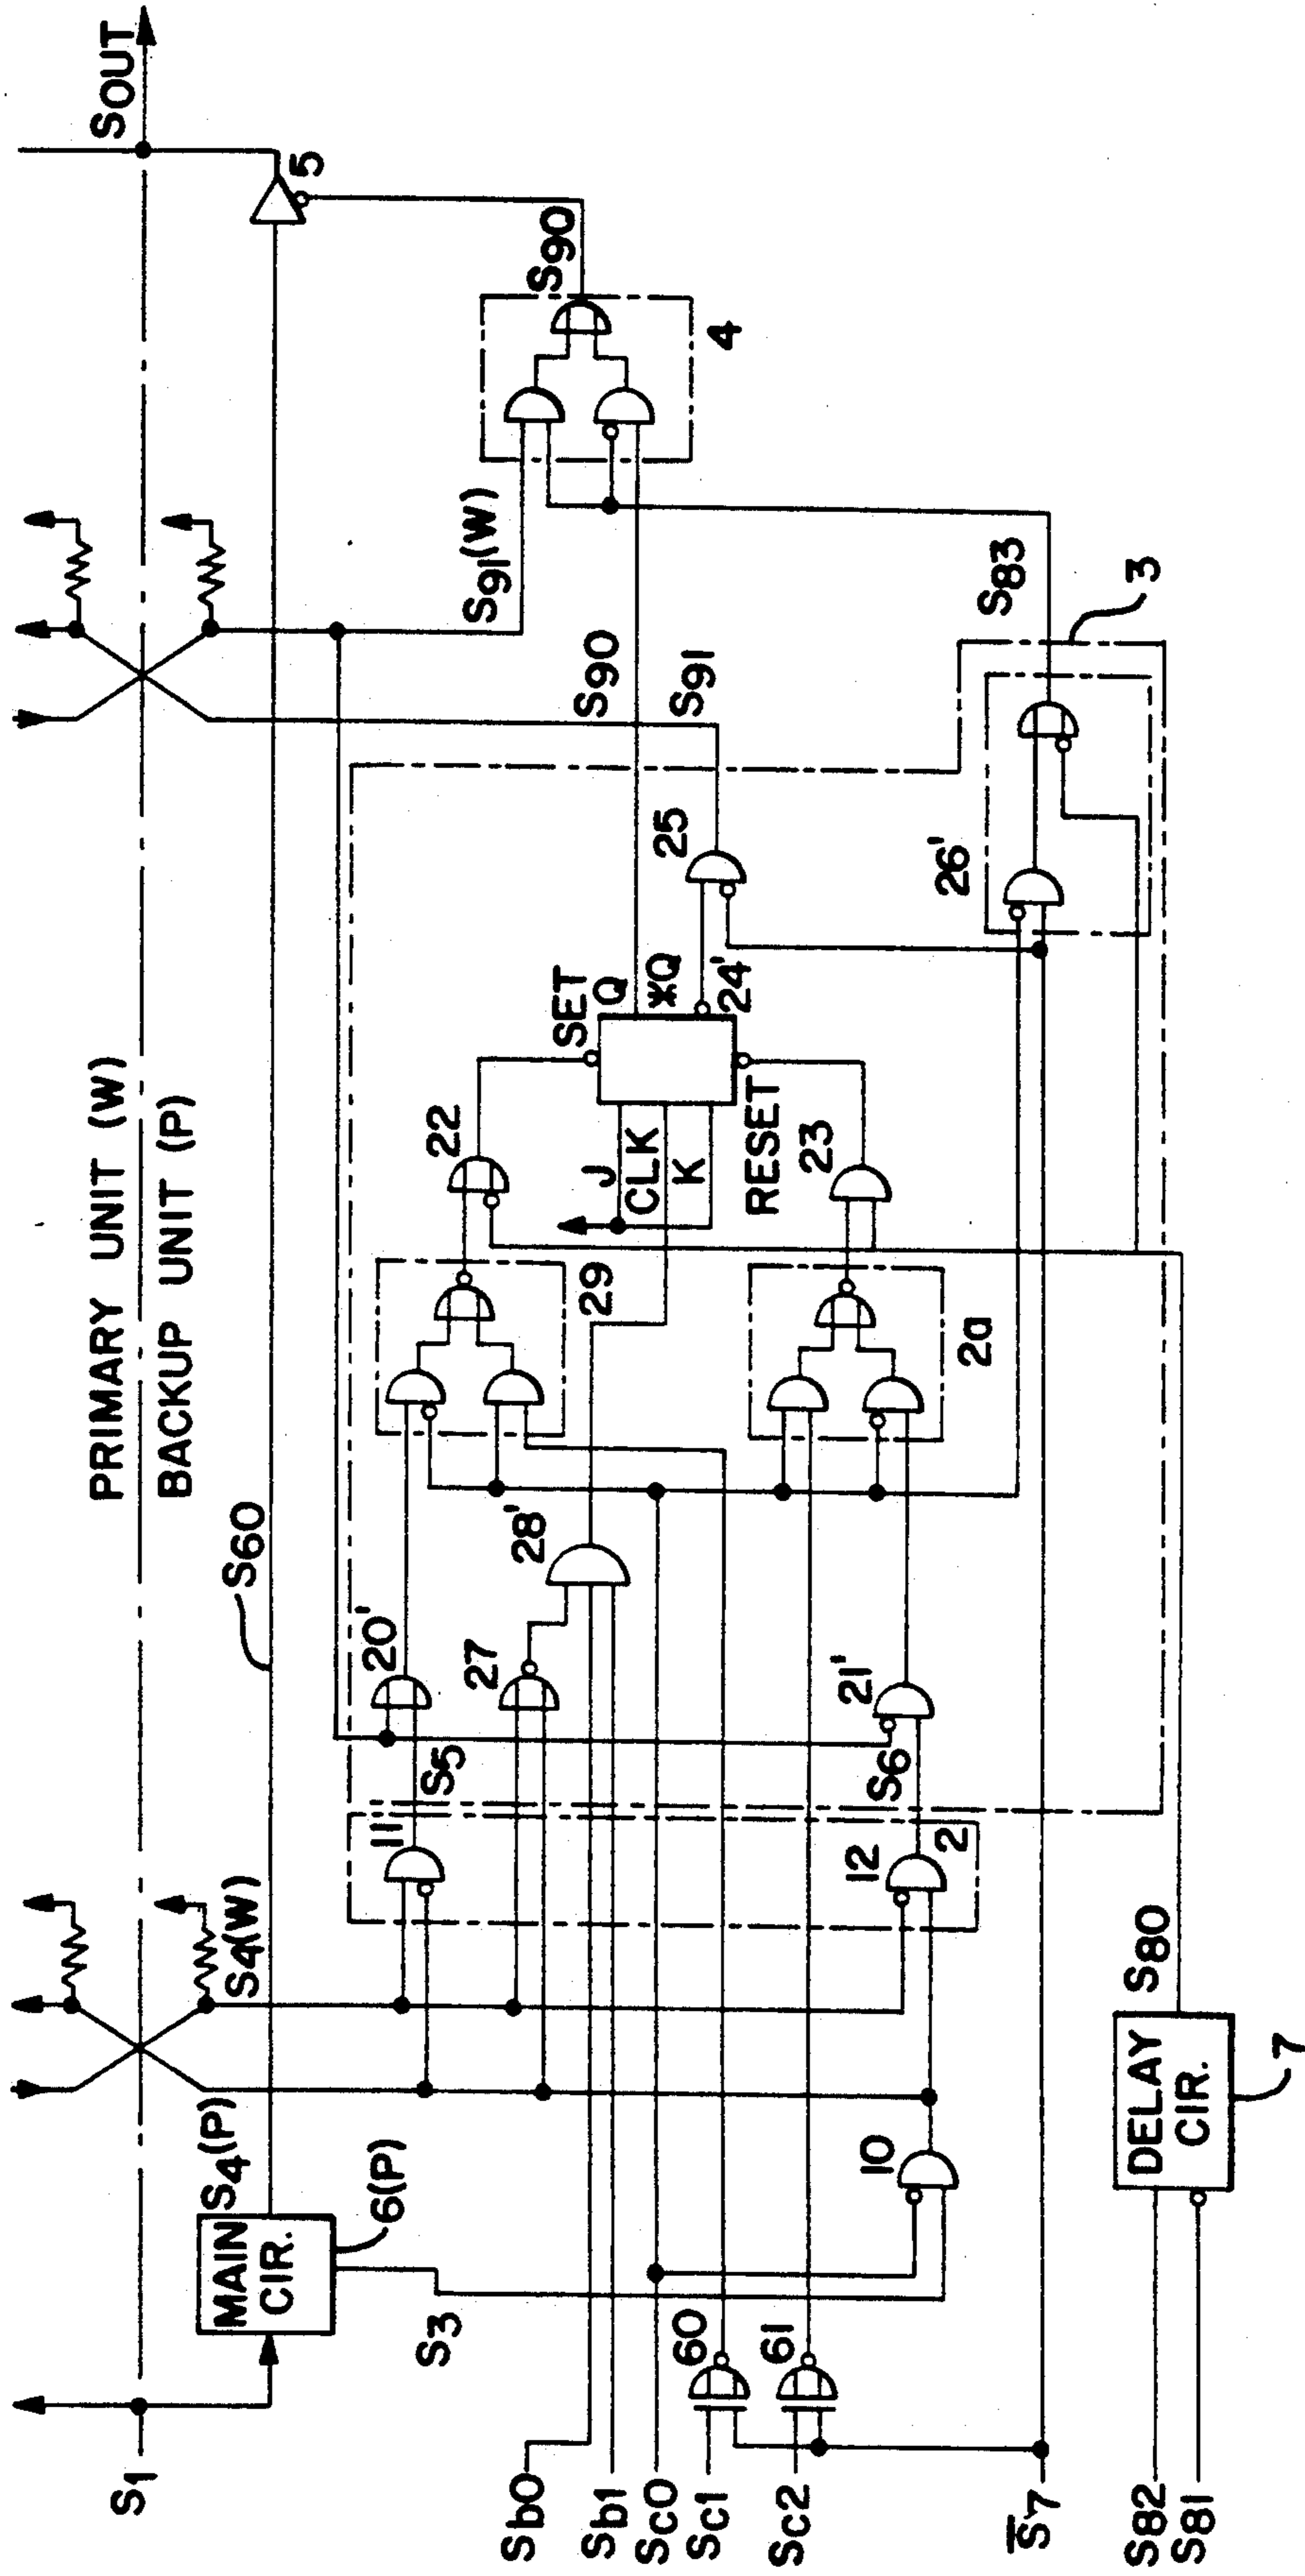 PRIMARY UNIT (W)
BACKUP UNIT (P)
SOUT
S1
S60
5
S4(P)
S4(W)
MAIN
CIR.
6(P)
S3
S91(W)
S90
4
S90
S91
S83
3
11
S5
20'
27
28'
29
22
SET
Q
*Q
24'
J
CLK
K
RESET
23
25
26'
2a
21'
S6
12
2
10
60
61
Sb0
Sb1
Sc0
Sc1
Sc2
S̅7
S82
S81
DELAY
CIR.
7
S80